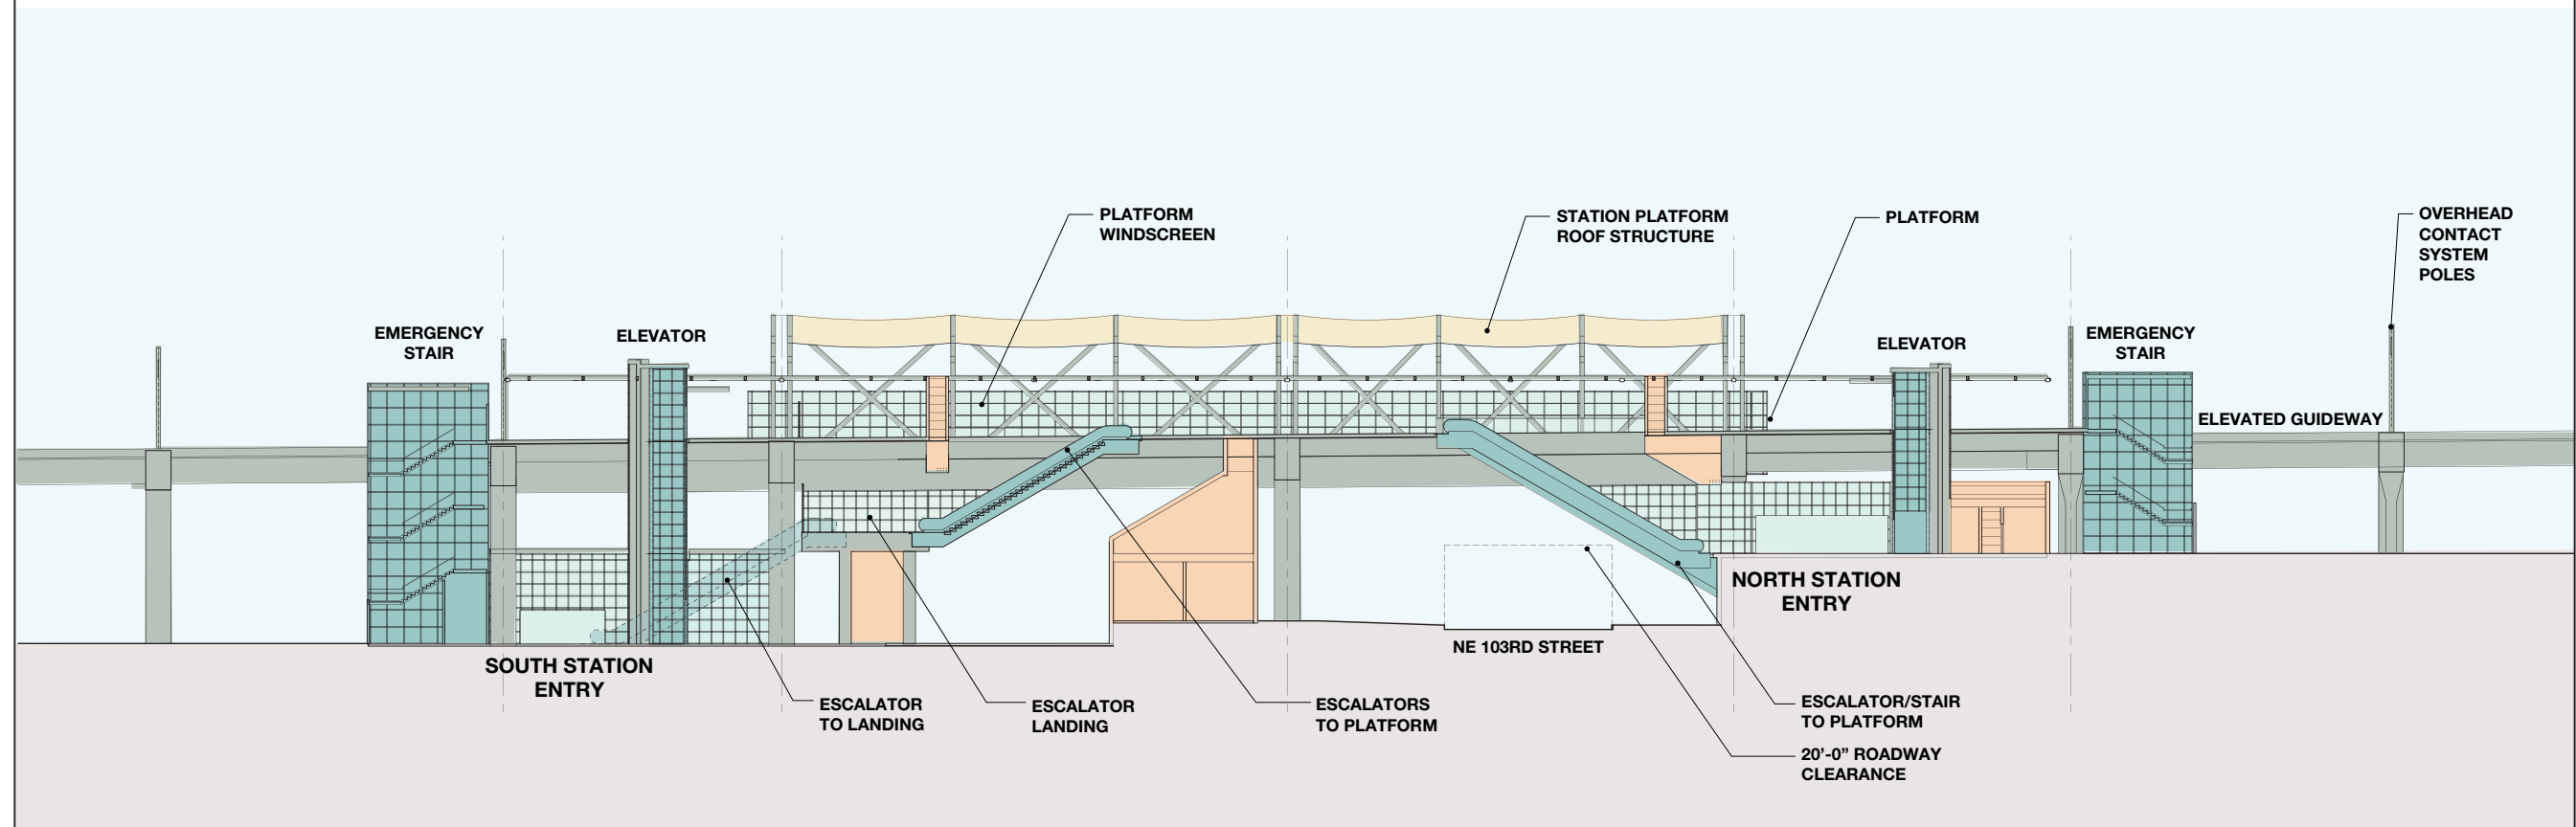 PLATFORM
WINDSCREEN
STATION PLATFORM
ROOF STRUCTURE
PLATFORM
OVERHEAD
CONTACT
SYSTEM
POLES
EMERGENCY
STAIR
ELEVATOR
ELEVATOR
EMERGENCY
STAIR
ELEVATED GUIDEWAY
NORTH STATION
ENTRY
NE 103RD STREET
SOUTH STATION
ENTRY
ESCALATOR
TO LANDING
ESCALATOR
LANDING
ESCALATORS
TO PLATFORM
ESCALATOR/STAIR
TO PLATFORM
20’-0” ROADWAY
CLEARANCE